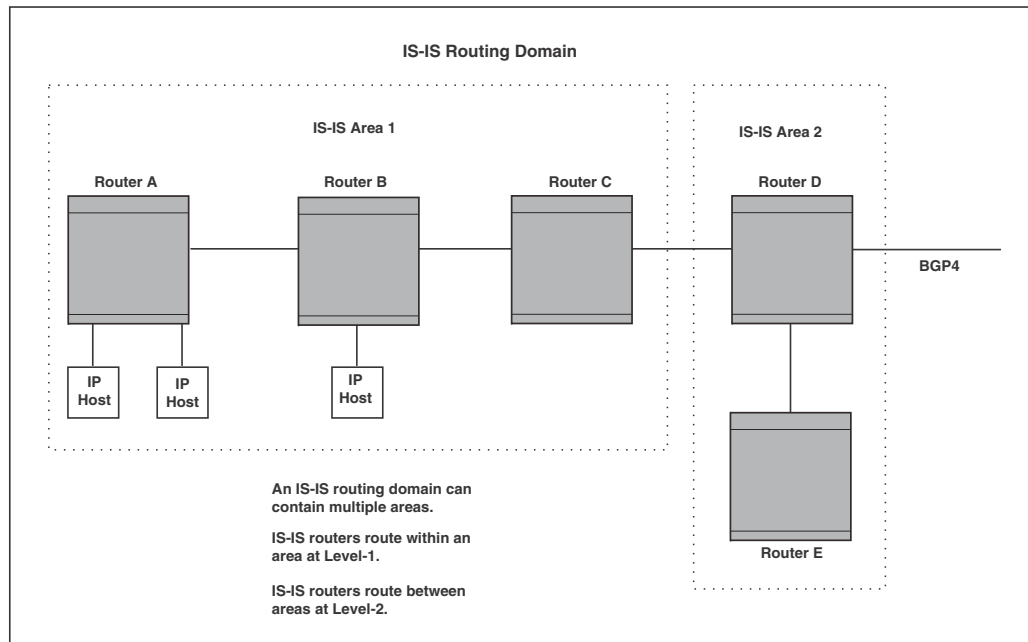 IS-IS Routing Domain
IS-IS Area 1
IS-IS Area 2
Router A
Router B
Router C
Router D
BGP4
IP
Host
IP
Host
IP
Host
An IS-IS routing domain can
contain multiple areas.
IS-IS routers route within an
area at Level-1.
Router E
IS-IS routers route between
areas at Level-2.